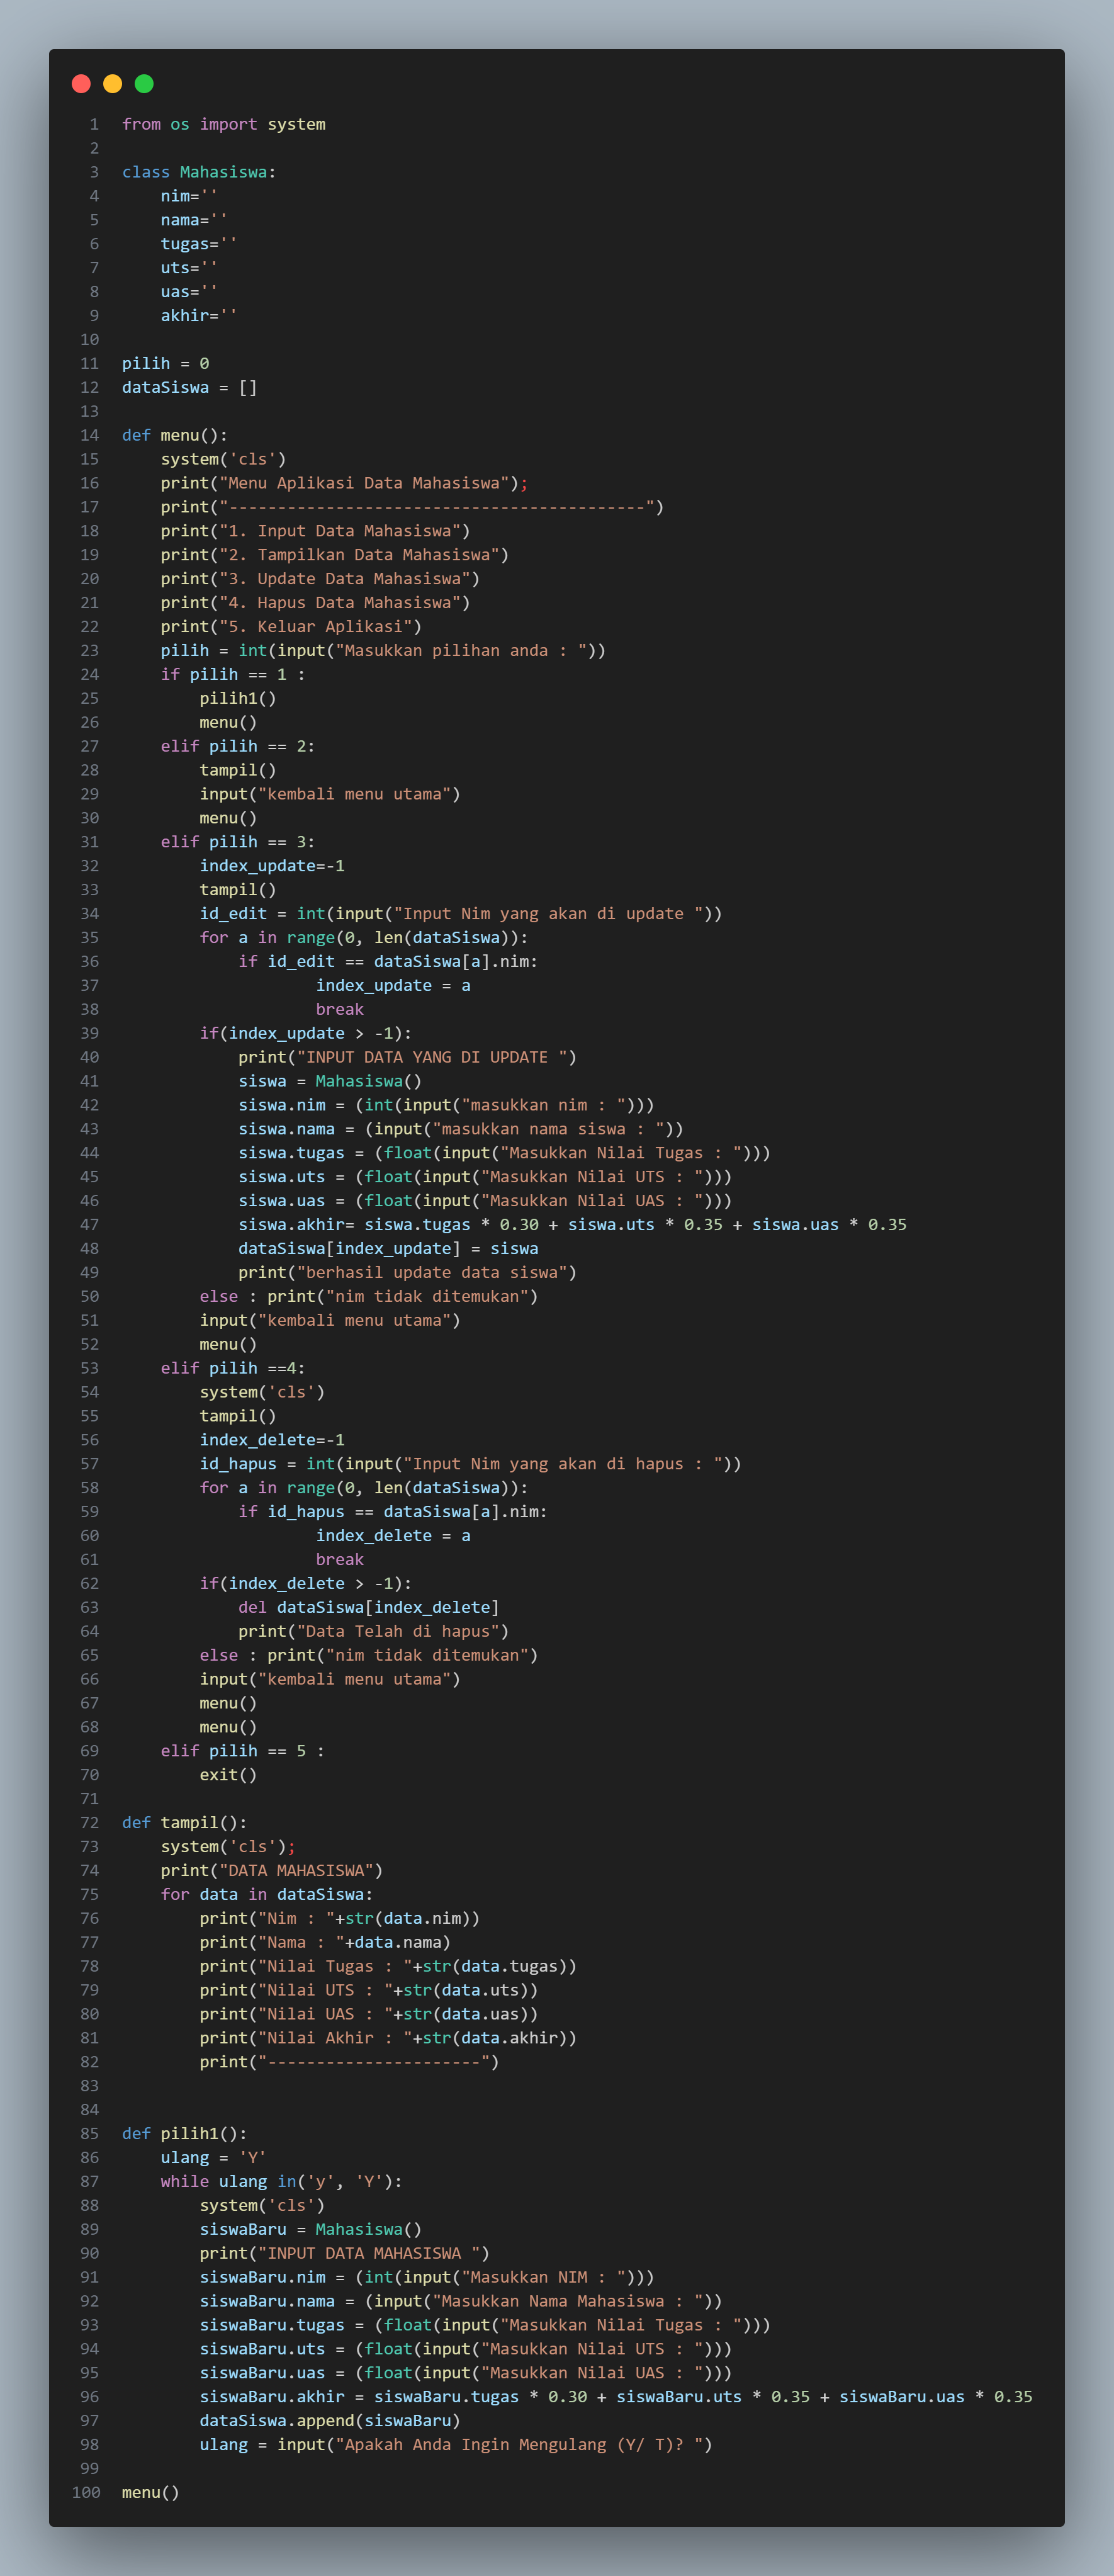 1 from os import system
2
3 class Mahasiswa:
4     nim=''
5     nama=''
6     tugas=''
7     uts=''
8     uas=''
9     akhir=''
10
11 pilih = 0
12 dataSiswa = []
13
14 def menu():
15     system('cls')
16     print("Menu Aplikasi Data Mahasiswa");
17     print("-------------------------------------------")
18     print("1. Input Data Mahasiswa")
19     print("2. Tampilkan Data Mahasiswa")
20     print("3. Update Data Mahasiswa")
21     print("4. Hapus Data Mahasiswa")
22     print("5. Keluar Aplikasi")
23     pilih = int(input("Masukkan pilihan anda : "))
24     if pilih == 1 :
25         pilih1()
26         menu()
27     elif pilih == 2:
28         tampil()
29         input("kembali menu utama")
30         menu()
31     elif pilih == 3:
32         index_update=-1
33         tampil()
34         id_edit = int(input("Input Nim yang akan di update "))
35         for a in range(0, len(dataSiswa)):
36             if id_edit == dataSiswa[a].nim:
37                     index_update = a
38                     break
39         if(index_update > -1):
40             print("INPUT DATA YANG DI UPDATE ")
41             siswa = Mahasiswa()
42             siswa.nim = (int(input("masukkan nim : ")))
43             siswa.nama = (input("masukkan nama siswa : "))
44             siswa.tugas = (float(input("Masukkan Nilai Tugas : ")))
45             siswa.uts = (float(input("Masukkan Nilai UTS : ")))
46             siswa.uas = (float(input("Masukkan Nilai UAS : ")))
47             siswa.akhir= siswa.tugas * 0.30 + siswa.uts * 0.35 + siswa.uas * 0.35
48             dataSiswa[index_update] = siswa
49             print("berhasil update data siswa")
50         else : print("nim tidak ditemukan")
51         input("kembali menu utama")
52         menu()
53     elif pilih ==4:
54         system('cls')
55         tampil()
56         index_delete=-1
57         id_hapus = int(input("Input Nim yang akan di hapus : "))
58         for a in range(0, len(dataSiswa)):
59             if id_hapus == dataSiswa[a].nim:
60                     index_delete = a
61                     break
62         if(index_delete > -1):
63             del dataSiswa[index_delete]
64             print("Data Telah di hapus")
65         else : print("nim tidak ditemukan")
66         input("kembali menu utama")
67         menu()
68         menu()
69     elif pilih == 5 :
70         exit()
71
72 def tampil():
73     system('cls');
74     print("DATA MAHASISWA")
75     for data in dataSiswa:
76         print("Nim : "+str(data.nim))
77         print("Nama : "+data.nama)
78         print("Nilai Tugas : "+str(data.tugas))
79         print("Nilai UTS : "+str(data.uts))
80         print("Nilai UAS : "+str(data.uas))
81         print("Nilai Akhir : "+str(data.akhir))
82         print("----------------------")
83
84
85 def pilih1():
86     ulang = 'Y'
87     while ulang in('y', 'Y'):
88         system('cls')
89         siswaBaru = Mahasiswa()
90         print("INPUT DATA MAHASISWA ")
91         siswaBaru.nim = (int(input("Masukkan NIM : ")))
92         siswaBaru.nama = (input("Masukkan Nama Mahasiswa : "))
93         siswaBaru.tugas = (float(input("Masukkan Nilai Tugas : ")))
94         siswaBaru.uts = (float(input("Masukkan Nilai UTS : ")))
95         siswaBaru.uas = (float(input("Masukkan Nilai UAS : ")))
96         siswaBaru.akhir = siswaBaru.tugas * 0.30 + siswaBaru.uts * 0.35 + siswaBaru.uas * 0.35
97         dataSiswa.append(siswaBaru)
98         ulang = input("Apakah Anda Ingin Mengulang (Y/ T)? ")
99
100 menu()